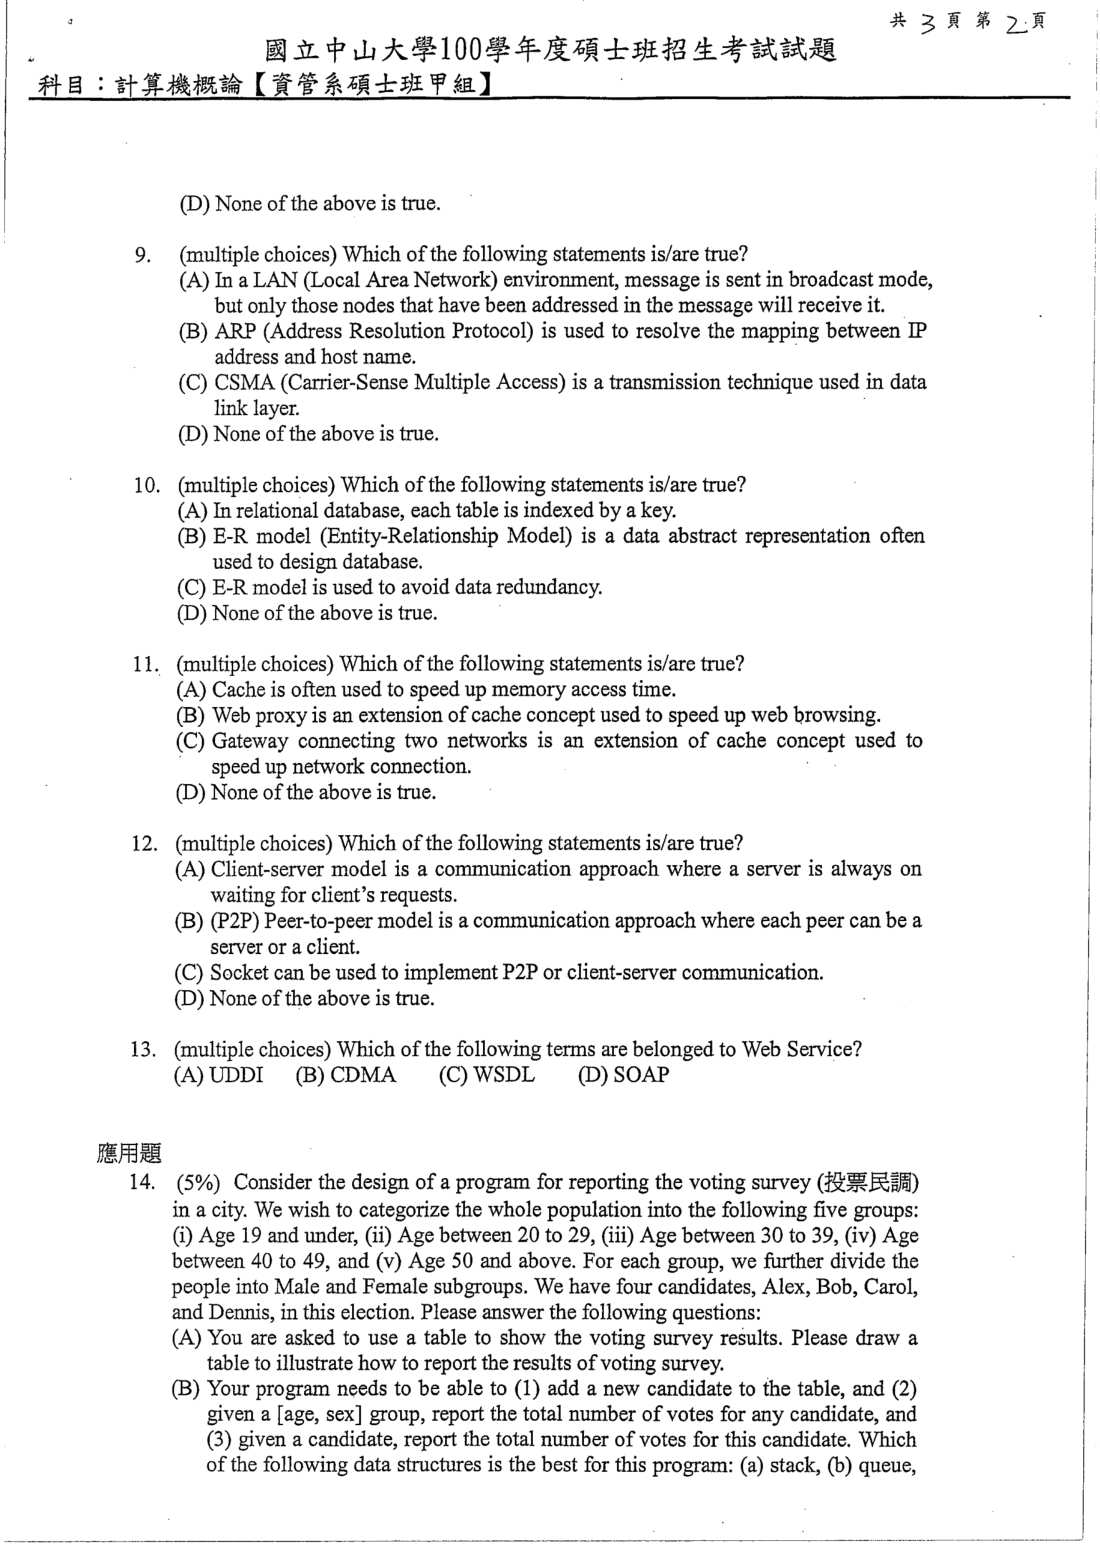 共3頁第2頁
國立中山大學100學年度碩士班招生考試試題
科目：計算機概論【資管系碩士班甲組】
(D) None of the above is true.
9. (multiple choices) Which of the following statements is/are true?
(A) In a LAN (Local Area Network) environment, message is sent in broadcast mode,
but only those nodes that have been addressed in the message will receive it.
(B) ARP (Address Resolution Protocol) is used to resolve the mapping between IP
address and host name.
(C) CSMA (Carrier-Sense Multiple Access) is a transmission technique used in data
link layer.
(D) None of the above is true.
10. (multiple choices) Which of the following statements is/are true?
(A) In relational database, each table is indexed by a key.
(B) E-R model (Entity-Relationship Model) is a data abstract representation often
used to design database.
(C) E-R model is used to avoid data redundancy.
(D) None of the above is true.
11. (multiple choices) Which of the following statements is/are true?
(A) Cache is often used to speed up memory access time.
(B) Web proxy is an extension of cache concept used to speed up web browsing.
(C) Gateway connecting two networks is an extension of cache concept used to
speed up network connection.
(D) None of the above is true.
12. (multiple choices) Which of the following statements is/are true?
(A) Client-server model is a communication approach where a server is always on
waiting for client's requests.
(B) (P2P) Peer-to-peer model is a communication approach where each peer can be a
server or a client.
(C) Socket can be used to implement P2P or client-server communication.
(D) None of the above is true.
13. (multiple choices) Which of the following terms are belonged to Web Service?
(A) UDDI (B) CDMA (C) WSDL (D) SOAP
應用題
14. (5%) Consider the design of a program for reporting the voting survey (投票民調)
in a city. We wish to categorize the whole population into the following five groups:
(i) Age 19 and under, (ii) Age between 20 to 29, (iii) Age between 30 to 39, (iv) Age
between 40 to 49, and (v) Age 50 and above. For each group, we further divide the
people into Male and Female subgroups. We have four candidates, Alex, Bob, Carol,
and Dennis, in this election. Please answer the following questions:
(A) You are asked to use a table to show the voting survey results. Please draw a
table to illustrate how to report the results of voting survey.
(B) Your program needs to be able to (1) add a new candidate to the table, and (2)
given a [age, sex] group, report the total number of votes for any candidate, and
(3) given a candidate, report the total number of votes for this candidate. Which
of the following data structures is the best for this program: (a) stack, (b) queue,